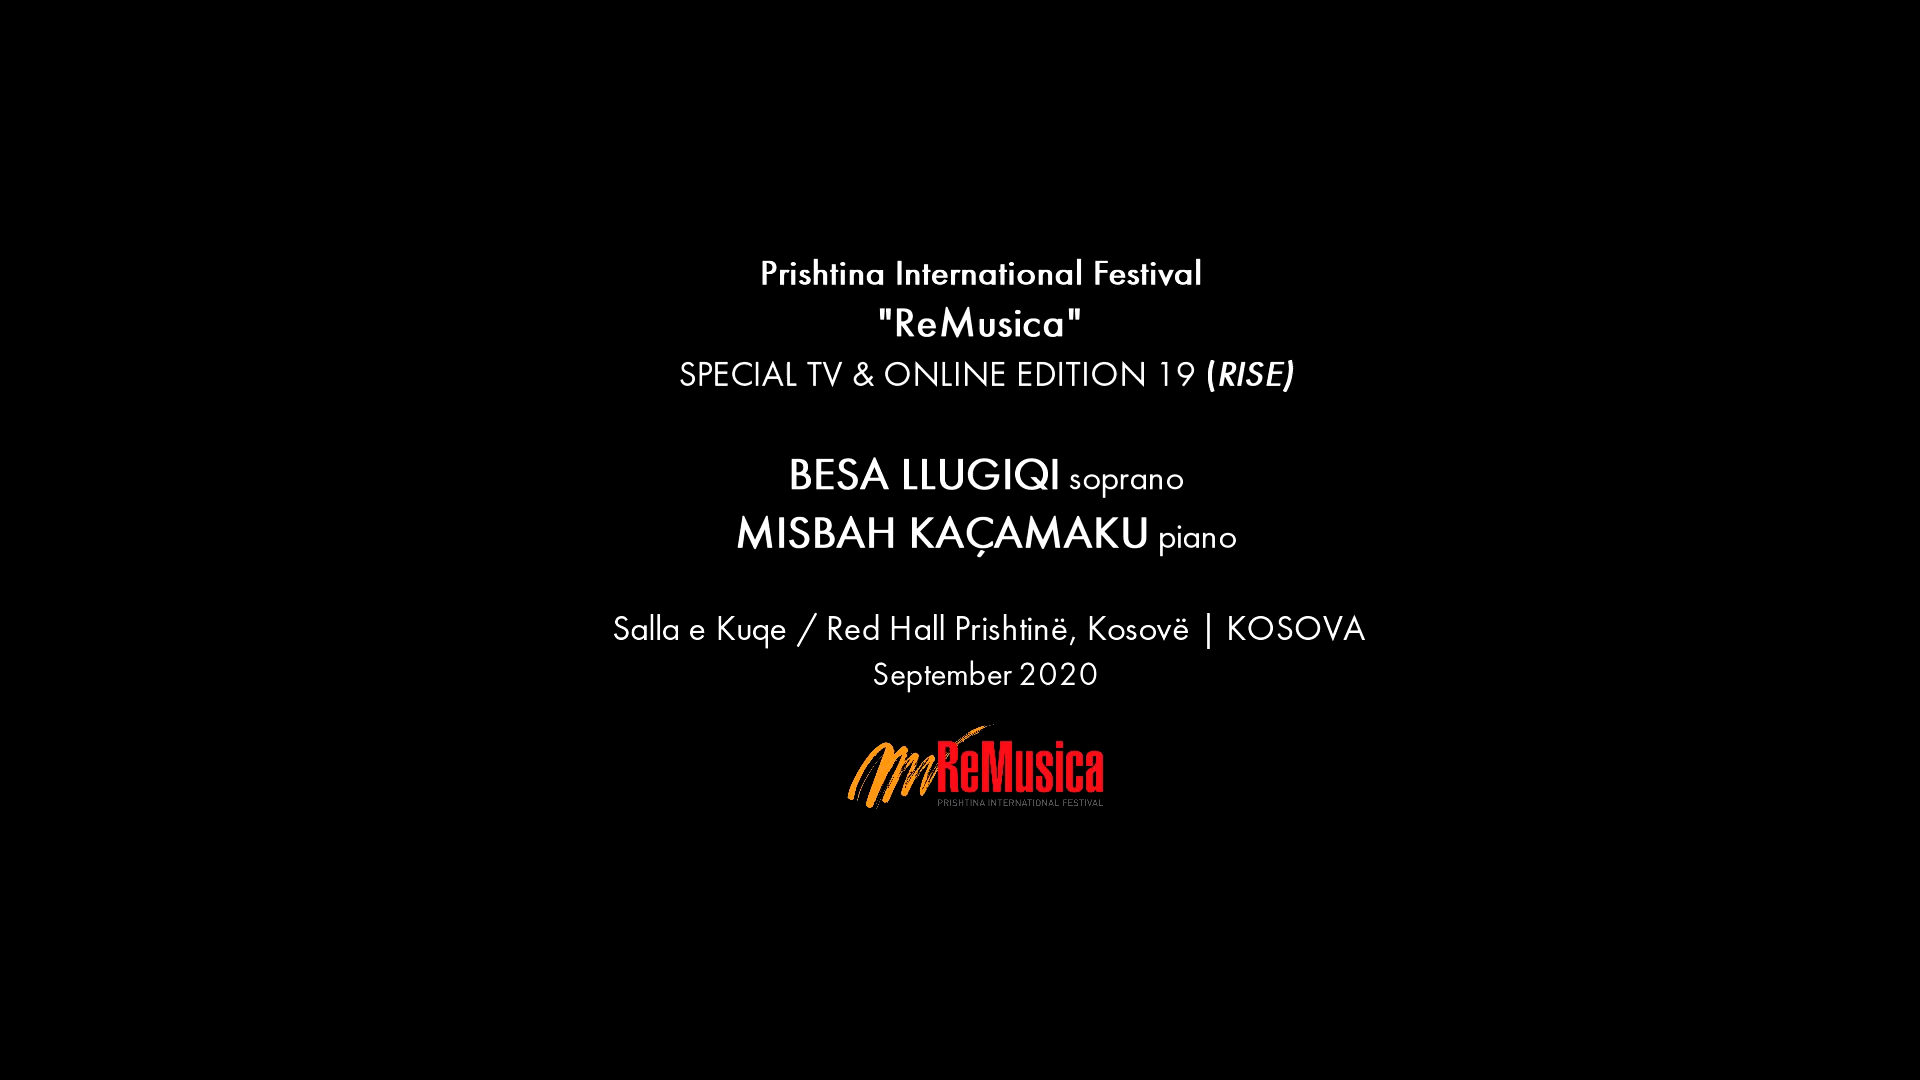 Prishtina International Festival
"ReMusica"
SPECIAL TV & ONLINE EDITION 19 (RISE)
BESA LLUGIQI soprano
MISBAH KAÇAMAKU piano
Salla e Kuqe / Red Hall Prishtinë, Kosovë | KOSOVA
September 2020
ReMusica
PRISHTINA INTERNATIONAL FESTIVAL